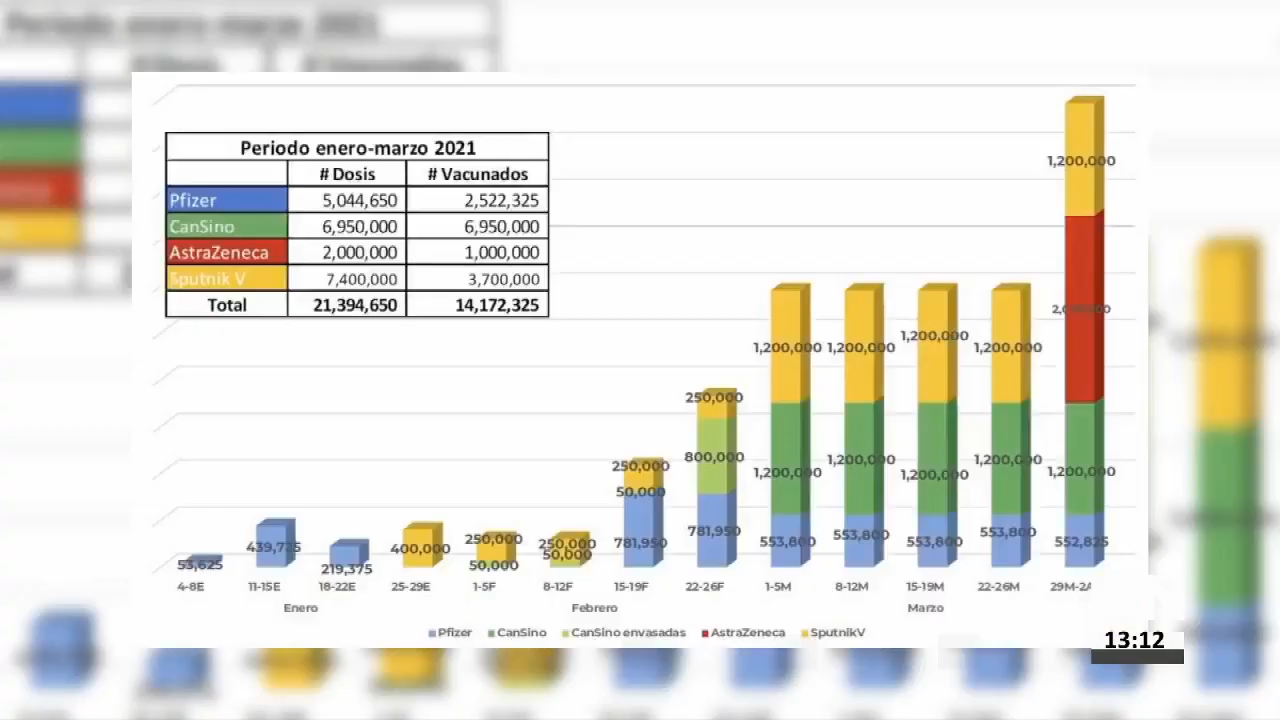 Periodo enero-marzo 2021
# Dosis # Vacunados
Pfizer 5,044,650 2,522,325
CanSino 6,950,000 6,950,000
AstraZeneca 2,000,000 1,000,000
Sputnik V 7,400,000 3,700,000
Total 21,394,650 14,172,325
1,200,000
1,200,000 1,200,000 1,200,000 1,200,000
250,000
800,000
250,000
50,000
1,200,000 1,200,000 1,200,000 1,200,000 1,200,000
53,625 439,725 219,375 400,000
250,000
50,000
250,000
50,000
781,950 781,950 553,800 553,800 553,800 553,800 552,825
4-8E 11-15E 18-22E 25-29E 1-5F 8-12F 15-19F 22-26F 1-5M 8-12M 15-19M 22-26M 29M-2A
Enero Febrero Marzo
Pfizer CanSino CanSino envasadas AstraZeneca SputnikV
13:12